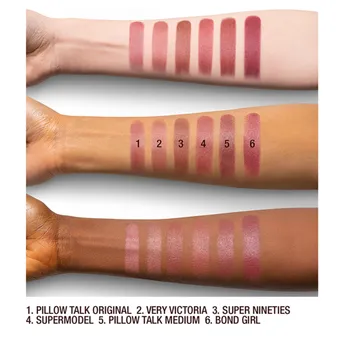 1 2 3 4 5 6
1. PILLOW TALK ORIGINAL 2. VERY VICTORIA 3. SUPER NINETIES
4. SUPERMODEL 5. PILLOW TALK MEDIUM 6. BOND GIRL